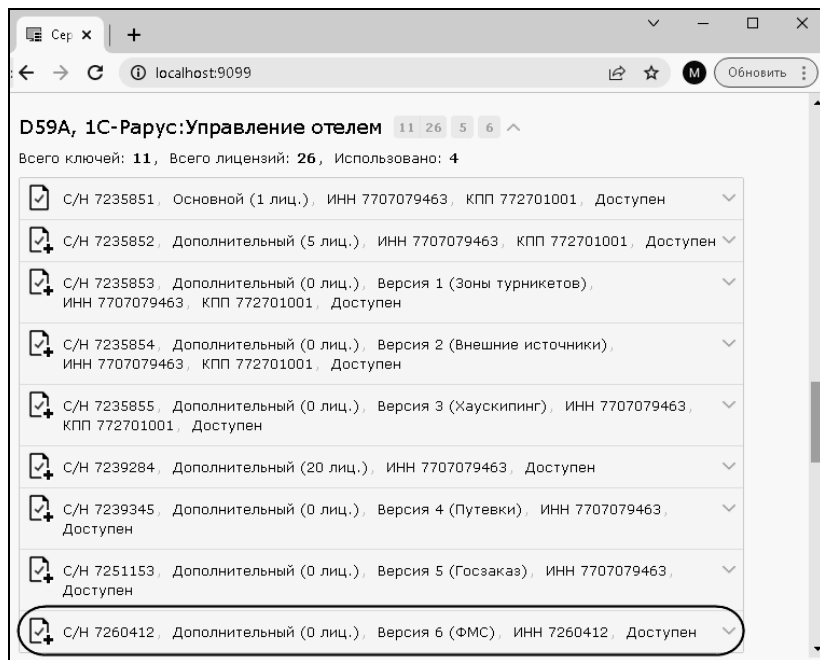 Сер
localhost:9099
М
Обновить
D59A, 1С-Рарус:Управление отелем 11 26 5 6
Всего ключей: 11, Всего лицензий: 26, Использовано: 4
С/Н 7235851, Основной (1 лиц.), ИНН 7707079463, КПП 772701001, Доступен
С/Н 7235852, Дополнительный (5 лиц.), ИНН 7707079463, КПП 772701001, Доступен
С/Н 7235853, Дополнительный (0 лиц.), Версия 1 (Зоны турникетов),
ИНН 7707079463, КПП 772701001, Доступен
С/Н 7235854, Дополнительный (0 лиц.), Версия 2 (Внешние источники),
ИНН 7707079463, КПП 772701001, Доступен
С/Н 7235855, Дополнительный (0 лиц.), Версия 3 (Хаускипинг), ИНН 7707079463,
КПП 772701001, Доступен
С/Н 7239284, Дополнительный (20 лиц.), ИНН 7707079463, Доступен
С/Н 7239345, Дополнительный (0 лиц.), Версия 4 (Путевки), ИНН 7707079463,
Доступен
С/Н 7251153, Дополнительный (0 лиц.), Версия 5 (Госзаказ), ИНН 7707079463,
Доступен
С/Н 7260412, Дополнительный (0 лиц.), Версия 6 (ФМС), ИНН 7260412, Доступен